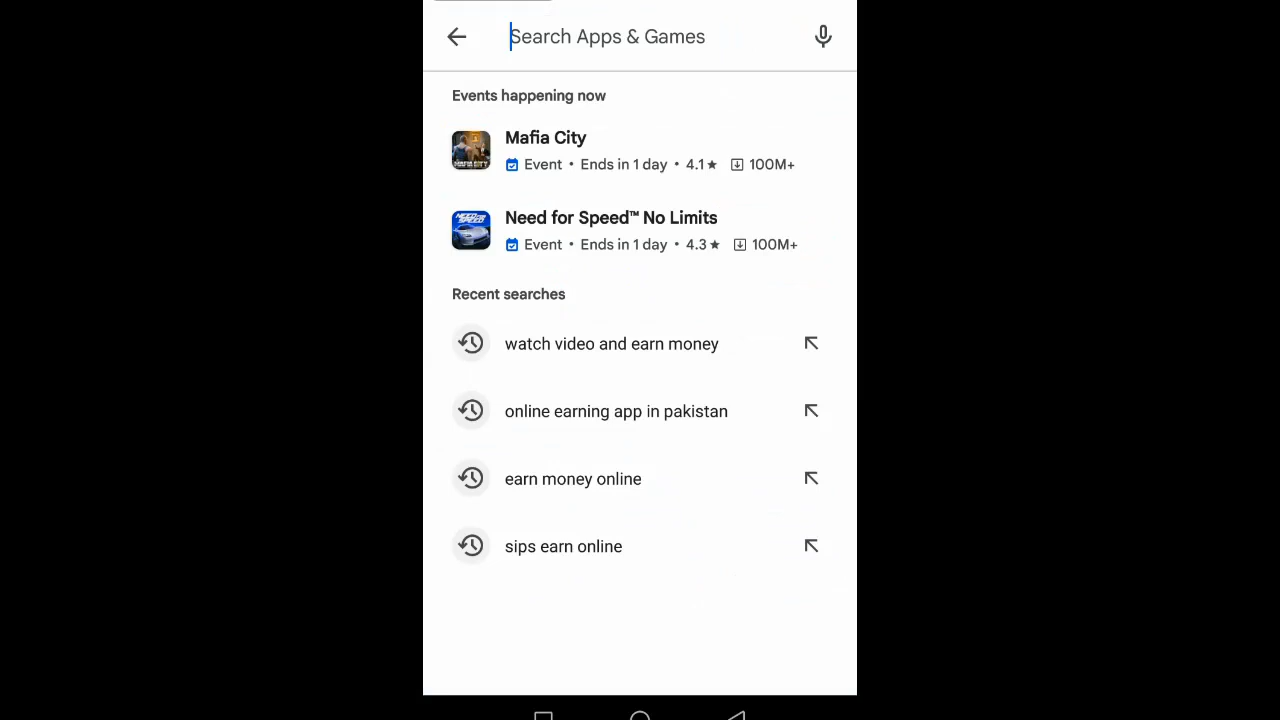 Search Apps & Games
Events happening now
Mafia City
Event • Ends in 1 day • 4.1★ 100M+
Need for Speed™ No Limits
Event • Ends in 1 day • 4.3★ 100M+
Recent searches
watch video and earn money
online earning app in pakistan
earn money online
sips earn online